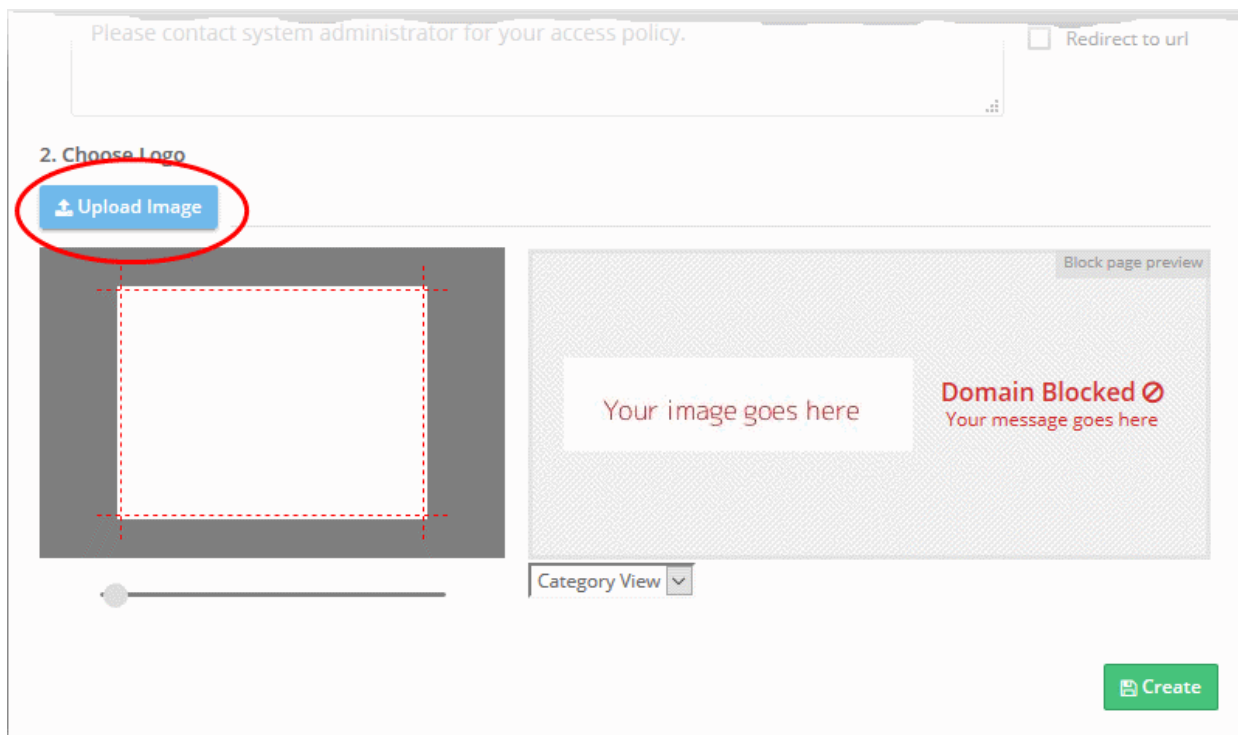 Please contact system administrator for your access policy.
Redirect to url
2. Choose Logo
Upload Image
Block page preview
Your image goes here
Domain Blocked
Your message goes here
Category View
Create